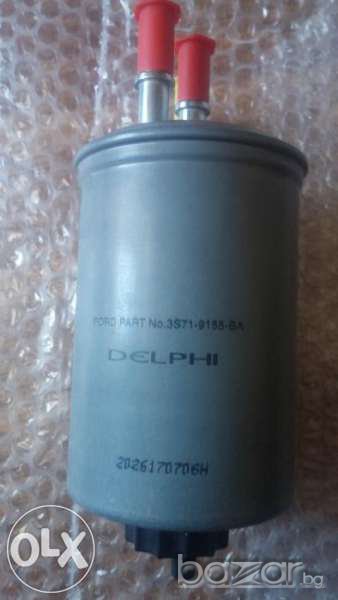 FORD PART No.3S71-9155-BA
DELPHI
2026170706H
OLX
bazar.bg